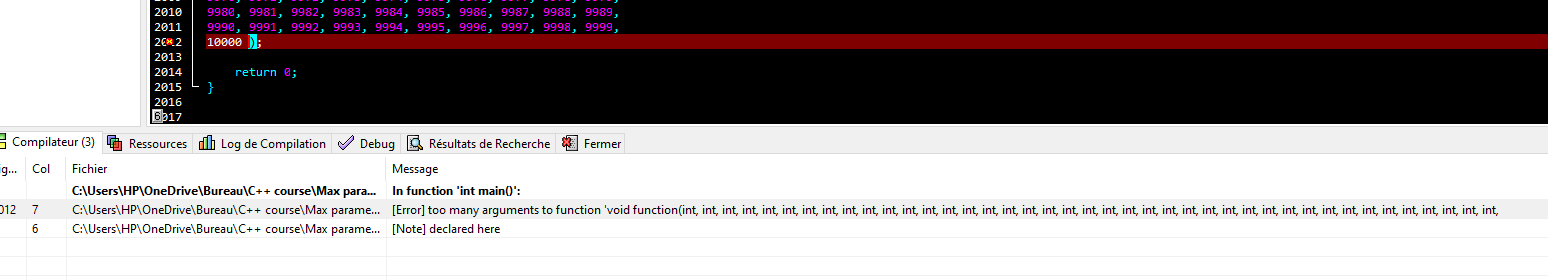 2010 9980, 9981, 9982, 9983, 9984, 9985, 9986, 9987, 9988, 9989,
2011 9990, 9991, 9992, 9993, 9994, 9995, 9996, 9997, 9998, 9999,
2012 10000 );
2013
2014 return 0;
2015 }
2016
2017
Compilateur (3) Ressources Log de Compilation Debug Résultats de Recherche Fermer
ig... Col Fichier Message
C:\Users\HP\OneDrive\Bureau\C++ course\Max para... In function 'int main()':
012 7 C:\Users\HP\OneDrive\Bureau\C++ course\Max parame... [Error] too many arguments to function 'void function(int, int, int, int, int, int, int, int, int, int, int, int, int, int, int, int, int, int, int, int, int, int, int, int, int, int, int, int, int, int, int, int, int, int, int, int, int, int, int, int, int,
6 C:\Users\HP\OneDrive\Bureau\C++ course\Max parame... [Note] declared here